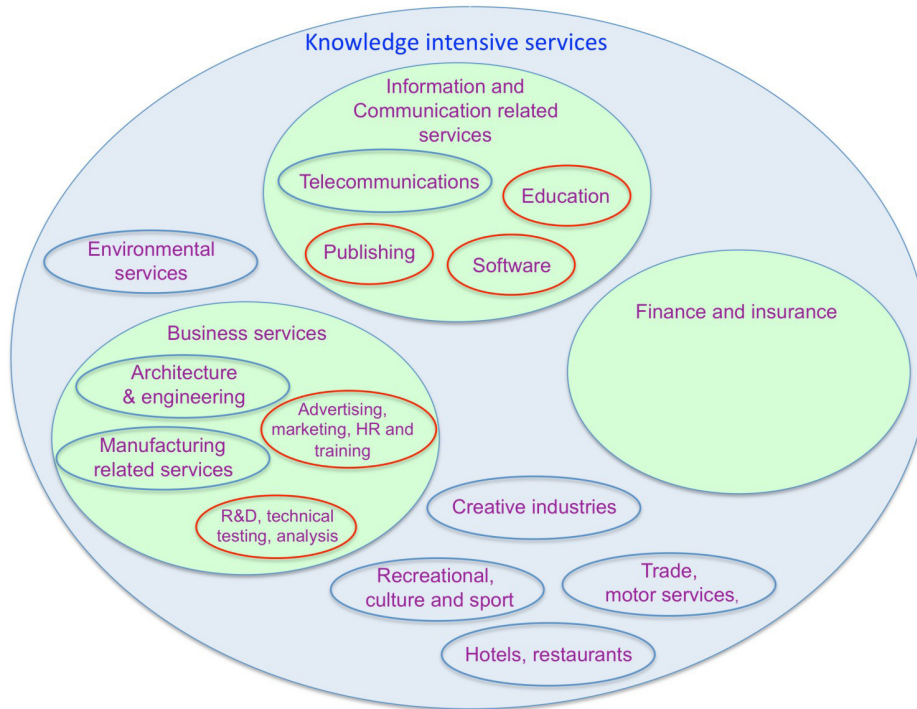 Knowledge intensive services
Information and
Communication related
services
Telecommunications
Education
Publishing
Software
Environmental
services
Finance and insurance
Business services
Architecture
& engineering
Advertising,
marketing, HR and
training
Manufacturing
related services
R&D, technical
testing, analysis
Creative industries
Recreational,
culture and sport
Trade,
motor services,
Hotels, restaurants